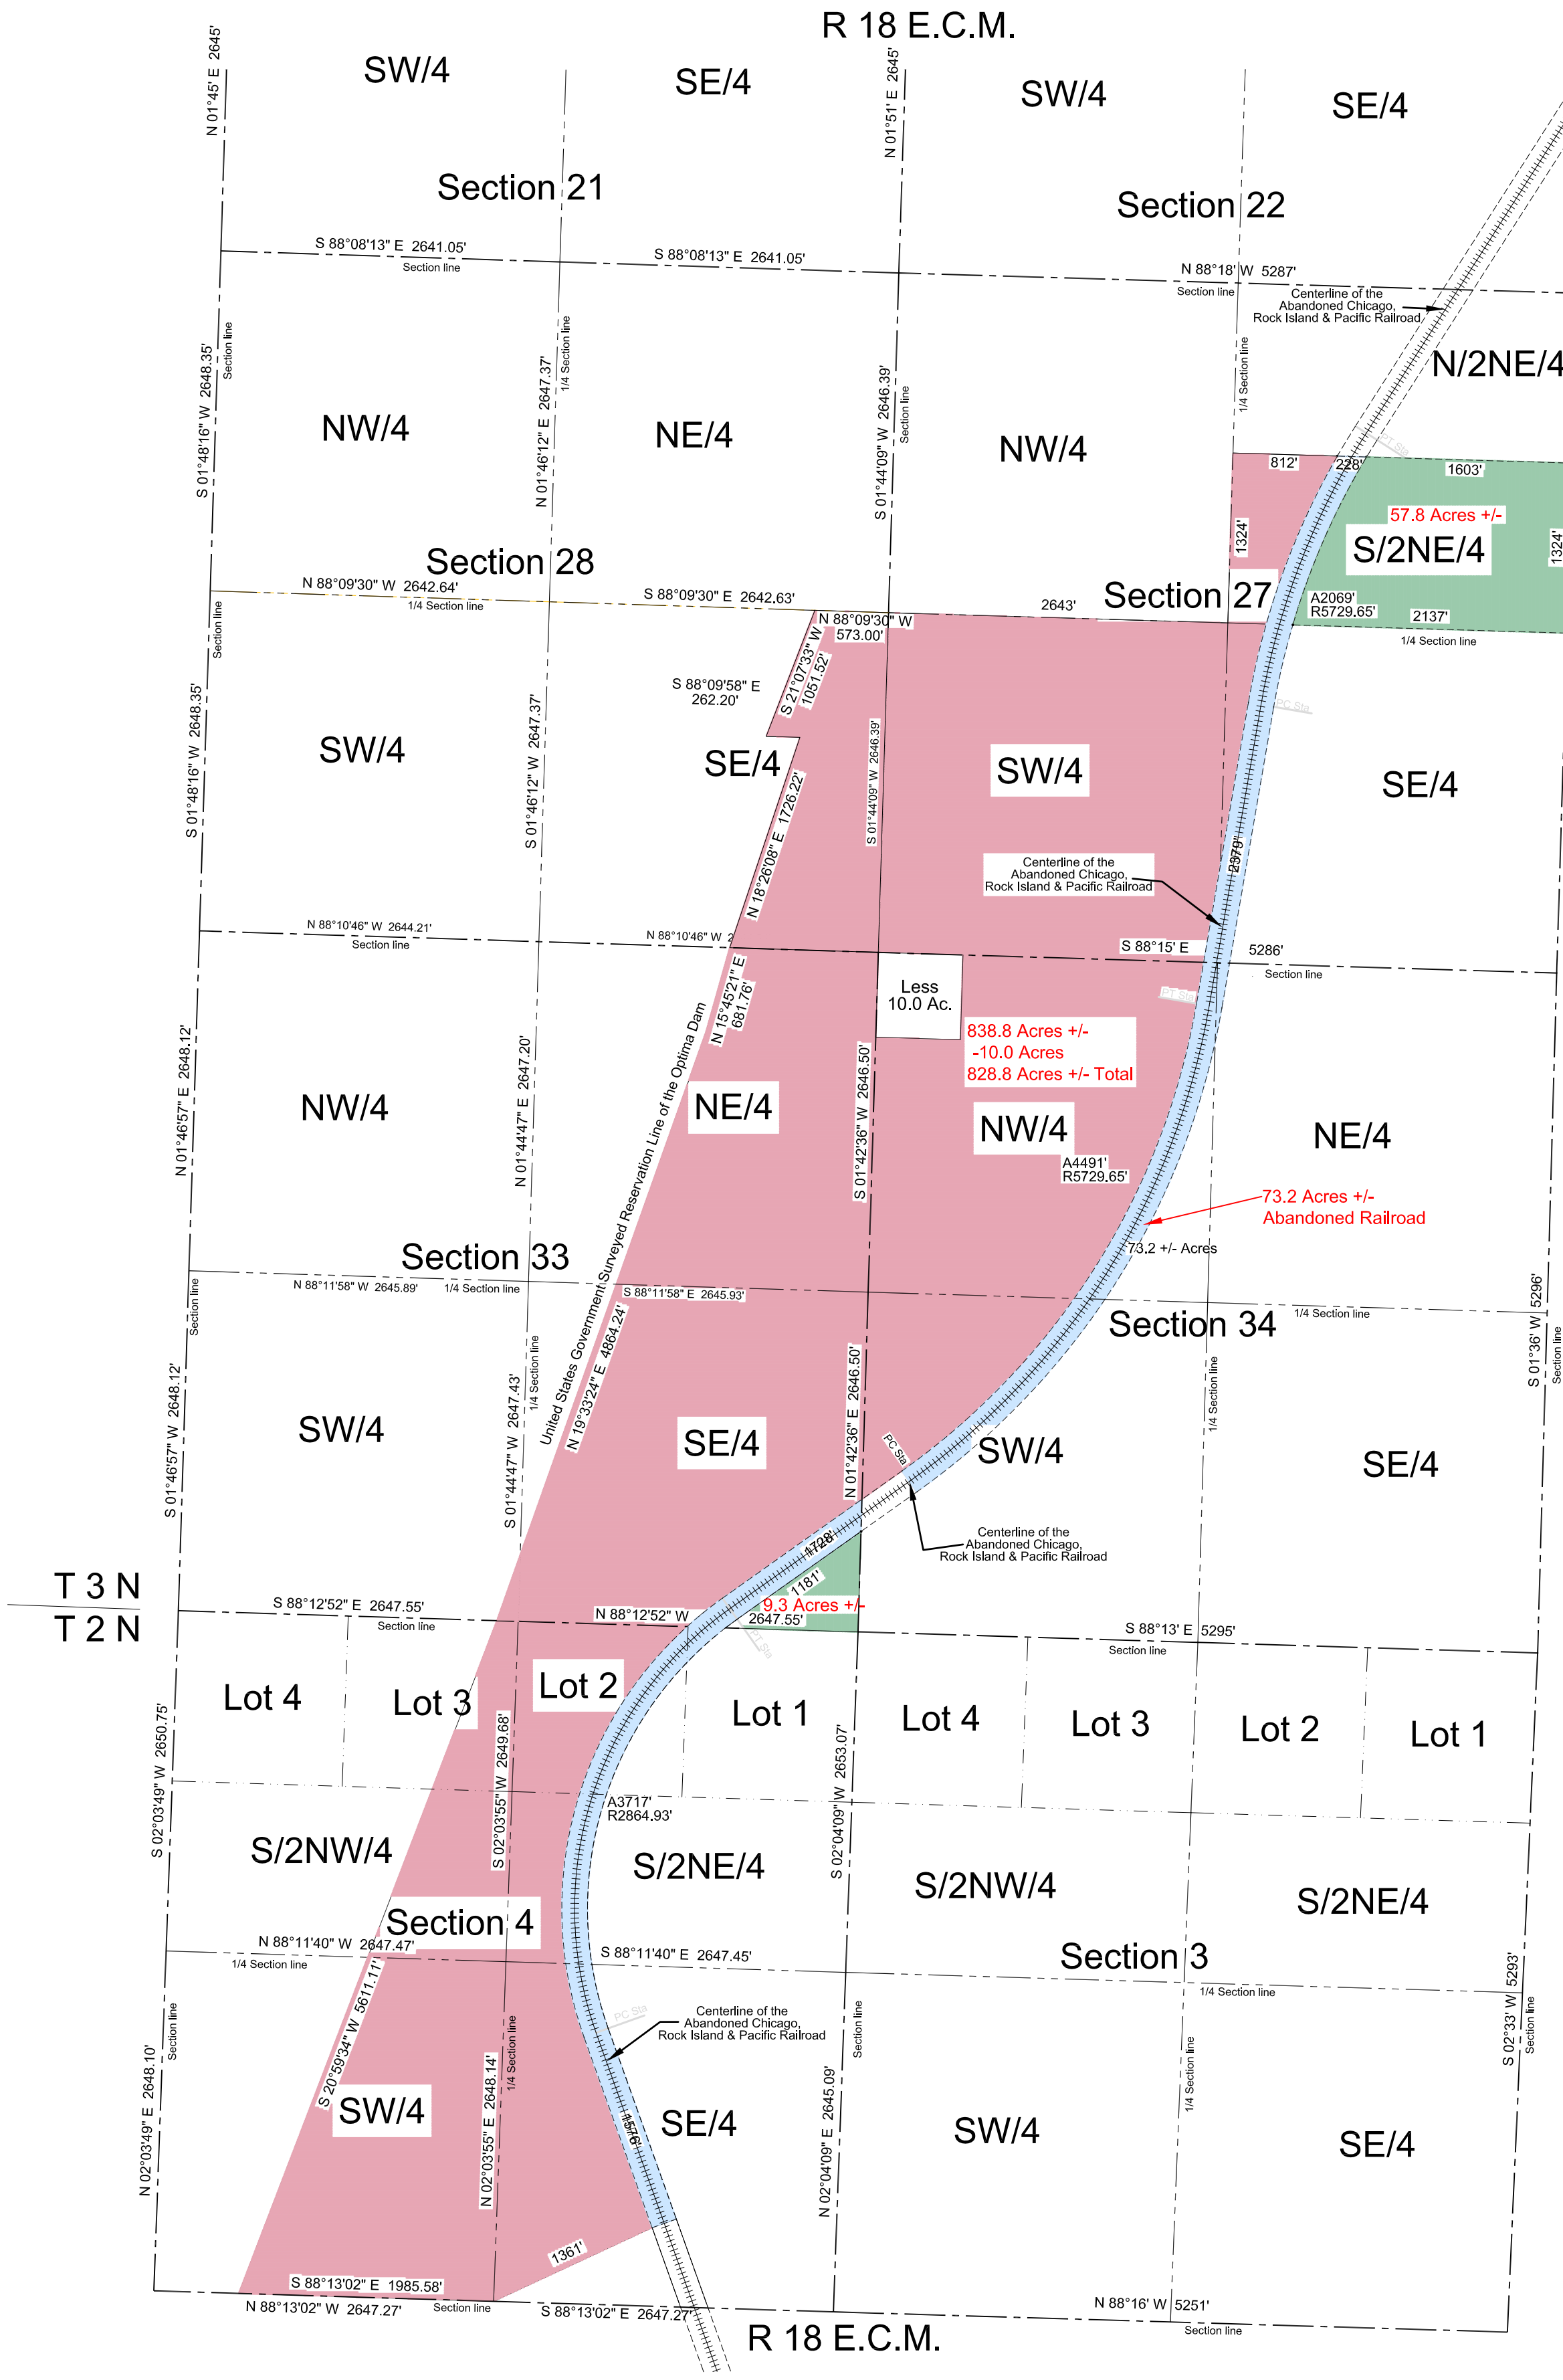 R 18 E.C.M.
N 01°45' E  2645'
SW/4
SE/4
N 01°51' E  2645'
SW/4
SE/4
Section 21
Section 22
S 88°08'13" E  2641.05'
Section line
S 88°08'13" E  2641.05'
N 88°18' W  5287'
Section line
Centerline of the
Abandoned Chicago,
Rock Island & Pacific Railroad
S 01°48'16" W  2648.35'
Section line
N 01°46'12" E  2647.37'
1/4 Section line
S 01°44'09" W  2646.39'
Section line
1/4 Section line
N/2NE/4
NW/4
NE/4
NW/4
PT Sta
812'
228'
1603'
57.8 Acres +/-
S/2NE/4
1324'
1324'
Section 28
Section 27
N 88°09'30" W  2642.64'
1/4 Section line
S 88°09'30" E  2642.63'
2643'
A2069'
R5729.65'
2137'
1/4 Section line
N 88°09'30" W
573.00'
Section line
S 21°07'33" W
1051.52'
S 88°09'58" E
262.20'
PC Sta
S 01°48'16" W  2648.35'
S 01°46'12" W  2647.37'
S 01°44'09" W  2646.39'
SW/4
SE/4
SW/4
SE/4
N 18°26'08" E  1726.22'
2379'
Centerline of the
Abandoned Chicago,
Rock Island & Pacific Railroad
N 88°10'46" W  2644.21'
Section line
N 88°10'46" W  2
S 88°15' E
5286'
Section line
N 15°45'21" E
681.76'
Less
10.0 Ac.
PT Sta
838.8 Acres +/-
-10.0 Acres
828.8 Acres +/- Total
N 01°46'57" E  2648.12'
N 01°44'47" E  2647.20'
United States Government Surveyed Reservation Line of the Optima Dam
S 01°42'36" W  2646.50'
NW/4
NE/4
NW/4
NE/4
A4491'
R5729.65'
73.2 Acres +/-
Abandoned Railroad
73.2 +/- Acres
Section 33
N 88°11'58" W  2645.89'
1/4 Section line
S 88°11'58" E  2645.93'
Section 34
1/4 Section line
S 01°36' W  5296'
Section line
Section line
1/4 Section line
N 19°33'24" E  4864.24'
1/4 Section line
S 01°46'57" W  2648.12'
S 01°44'47" W  2647.43'
N 01°42'36" E  2646.50'
SW/4
SE/4
PC Sta
SW/4
SE/4
Centerline of the
Abandoned Chicago,
Rock Island & Pacific Railroad
1728'
1181'
9.3 Acres +/-
T 3 N
T 2 N
S 88°12'52" E  2647.55'
Section line
N 88°12'52" W
2647.55'
S 88°13' E  5295'
Section line
PT Sta
Lot 4
Lot 3
Lot 2
Lot 1
Lot 4
Lot 3
Lot 2
Lot 1
S 02°03'49" W  2650.75'
S 02°03'55" W  2649.68'
S 02°04'09" W  2653.07'
A3717'
R2864.93'
S/2NW/4
S/2NE/4
S/2NW/4
S/2NE/4
Section 4
Section 3
N 88°11'40" W  2647.47'
1/4 Section line
S 88°11'40" E  2647.45'
1/4 Section line
S 02°33' W  5293'
Section line
Section line
S 20°59'34" W  5611.11'
1/4 Section line
PC Sta
Centerline of the
Abandoned Chicago,
Rock Island & Pacific Railroad
Section line
1/4 Section line
N 02°03'49" E  2648.10'
N 02°03'55" E  2648.14'
N 02°04'09" E  2645.09'
SW/4
1576'
SE/4
SW/4
SE/4
1361'
S 88°13'02" E  1985.58'
N 88°13'02" W  2647.27'
Section line
S 88°13'02" E  2647.27'
N 88°16' W  5251'
Section line
R 18 E.C.M.